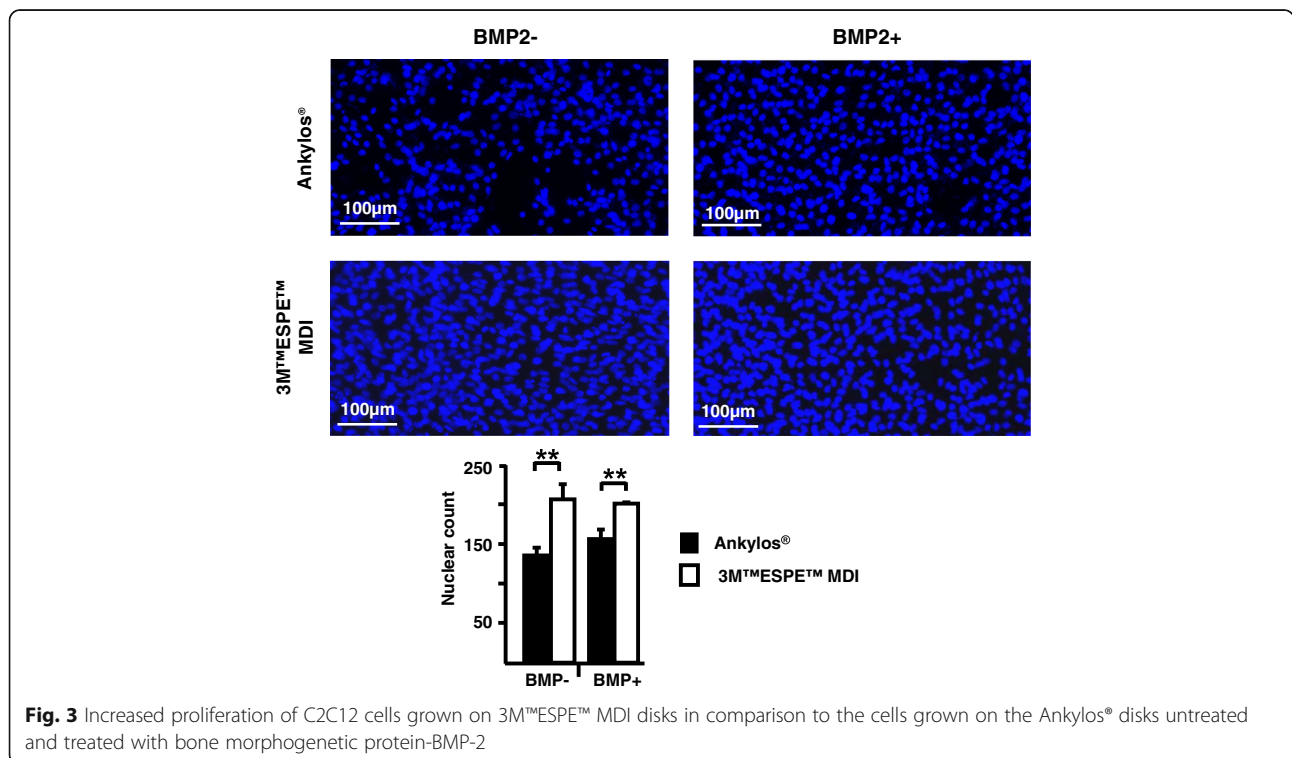 BMP2-
BMP2+
Ankylos®
100µm
100µm
3M™ESPE™
MDI
100µm
100µm
**
**
250
150
50
Nuclear count
BMP-
BMP+
Ankylos®
3M™ESPE™ MDI
Fig. 3 Increased proliferation of C2C12 cells grown on 3M™ESPE™ MDI disks in comparison to the cells grown on the Ankylos® disks untreated
and treated with bone morphogenetic protein-BMP-2